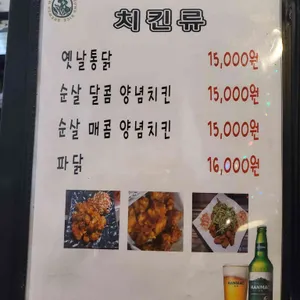 치킨류
옛날통닭 15,000원
순살 달콤 양념치킨 15,000원
순살 매콤 양념치킨 15,000원
파닭 16,000원